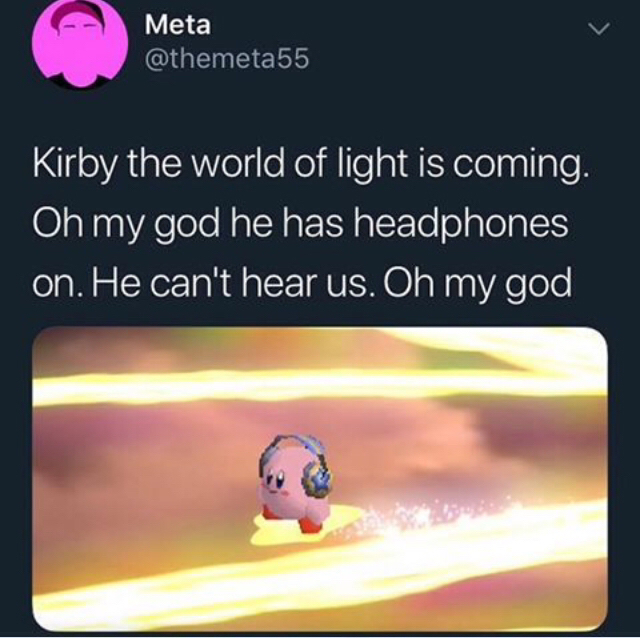 Meta
@themeta55
Kirby the world of light is coming.
Oh my god he has headphones
on. He can't hear us. Oh my god